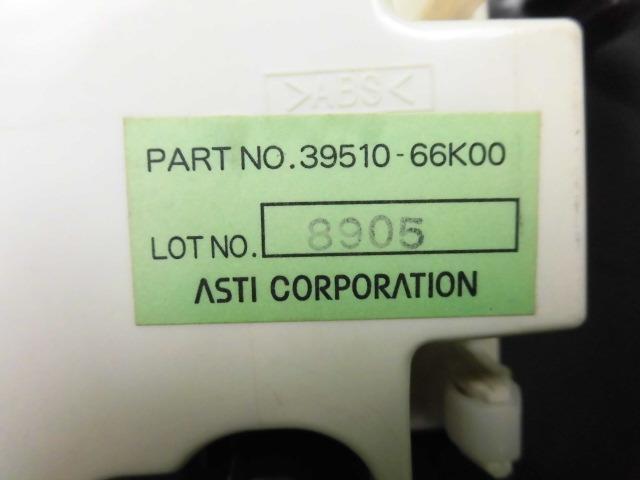 >ABS<
PART NO. 39510-66K00
LOT NO. 8905
ASTI CORPORATION